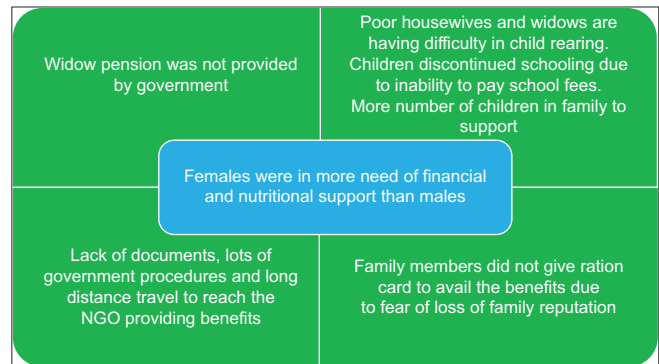 Widow pension was not provided
by government
Poor housewives and widows are
having difficulty in child rearing.
Children discontinued schooling due
to inability to pay school fees.
More number of children in family to
support
Females were in more need of financial
and nutritional support than males
Lack of documents, lots of
government procedures and long
distance travel to reach the
NGO providing benefits
Family members did not give ration
card to avail the benefits due
to fear of loss of family reputation